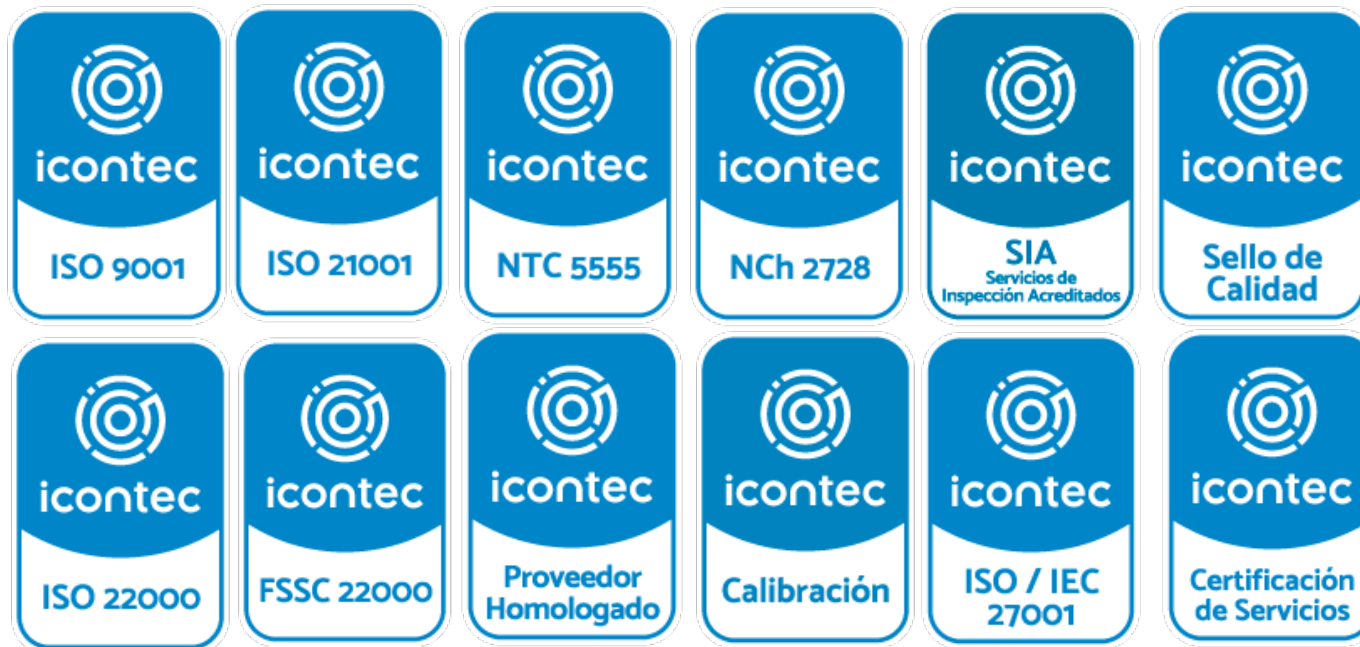 icontec
ISO 9001
icontec
ISO 21001
icontec
NTC 5555
icontec
NCh 2728
icontec
SIA
Servicios de
Inspección Acreditados
icontec
Sello de
Calidad
icontec
ISO 22000
icontec
FSSC 22000
icontec
Proveedor
Homologado
icontec
Calibración
icontec
ISO / IEC
27001
icontec
Certificación
de Servicios